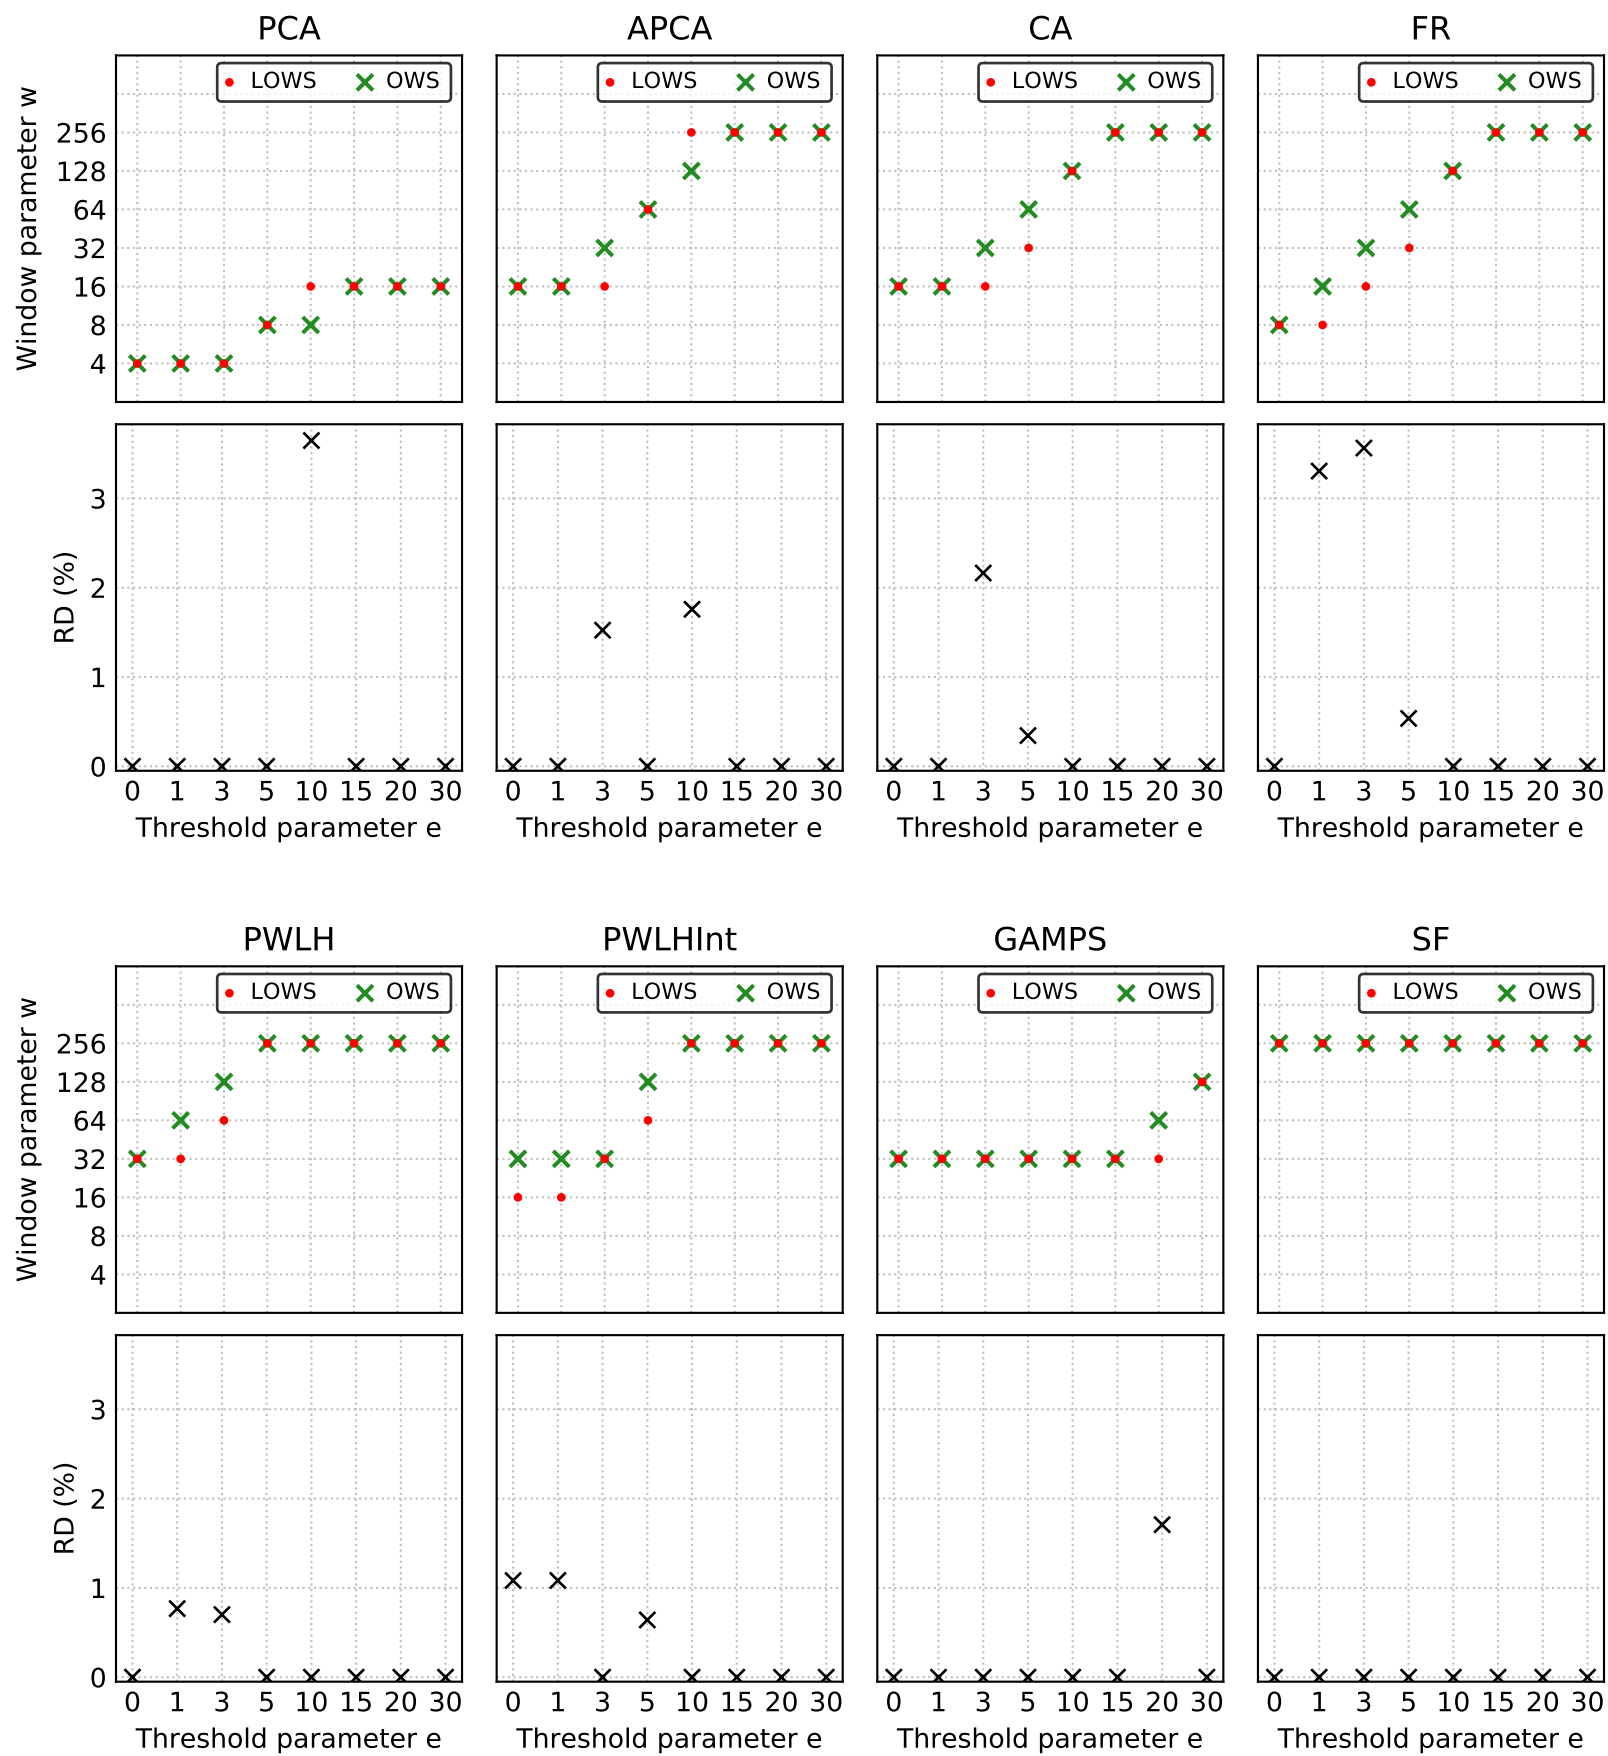 PCA APCA CA FR
LOWS OWS LOWS OWS LOWS OWS LOWS OWS
Window parameter w
256
128
64
32
16
8
4
RD (%)
3
2
1
0
0 1 3 5 10 15 20 30 0 1 3 5 10 15 20 30 0 1 3 5 10 15 20 30 0 1 3 5 10 15 20 30
Threshold parameter e Threshold parameter e Threshold parameter e Threshold parameter e
PWLH PWLHInt GAMPS SF
LOWS OWS LOWS OWS LOWS OWS LOWS OWS
Window parameter w
256
128
64
32
16
8
4
RD (%)
3
2
1
0
0 1 3 5 10 15 20 30 0 1 3 5 10 15 20 30 0 1 3 5 10 15 20 30 0 1 3 5 10 15 20 30
Threshold parameter e Threshold parameter e Threshold parameter e Threshold parameter e